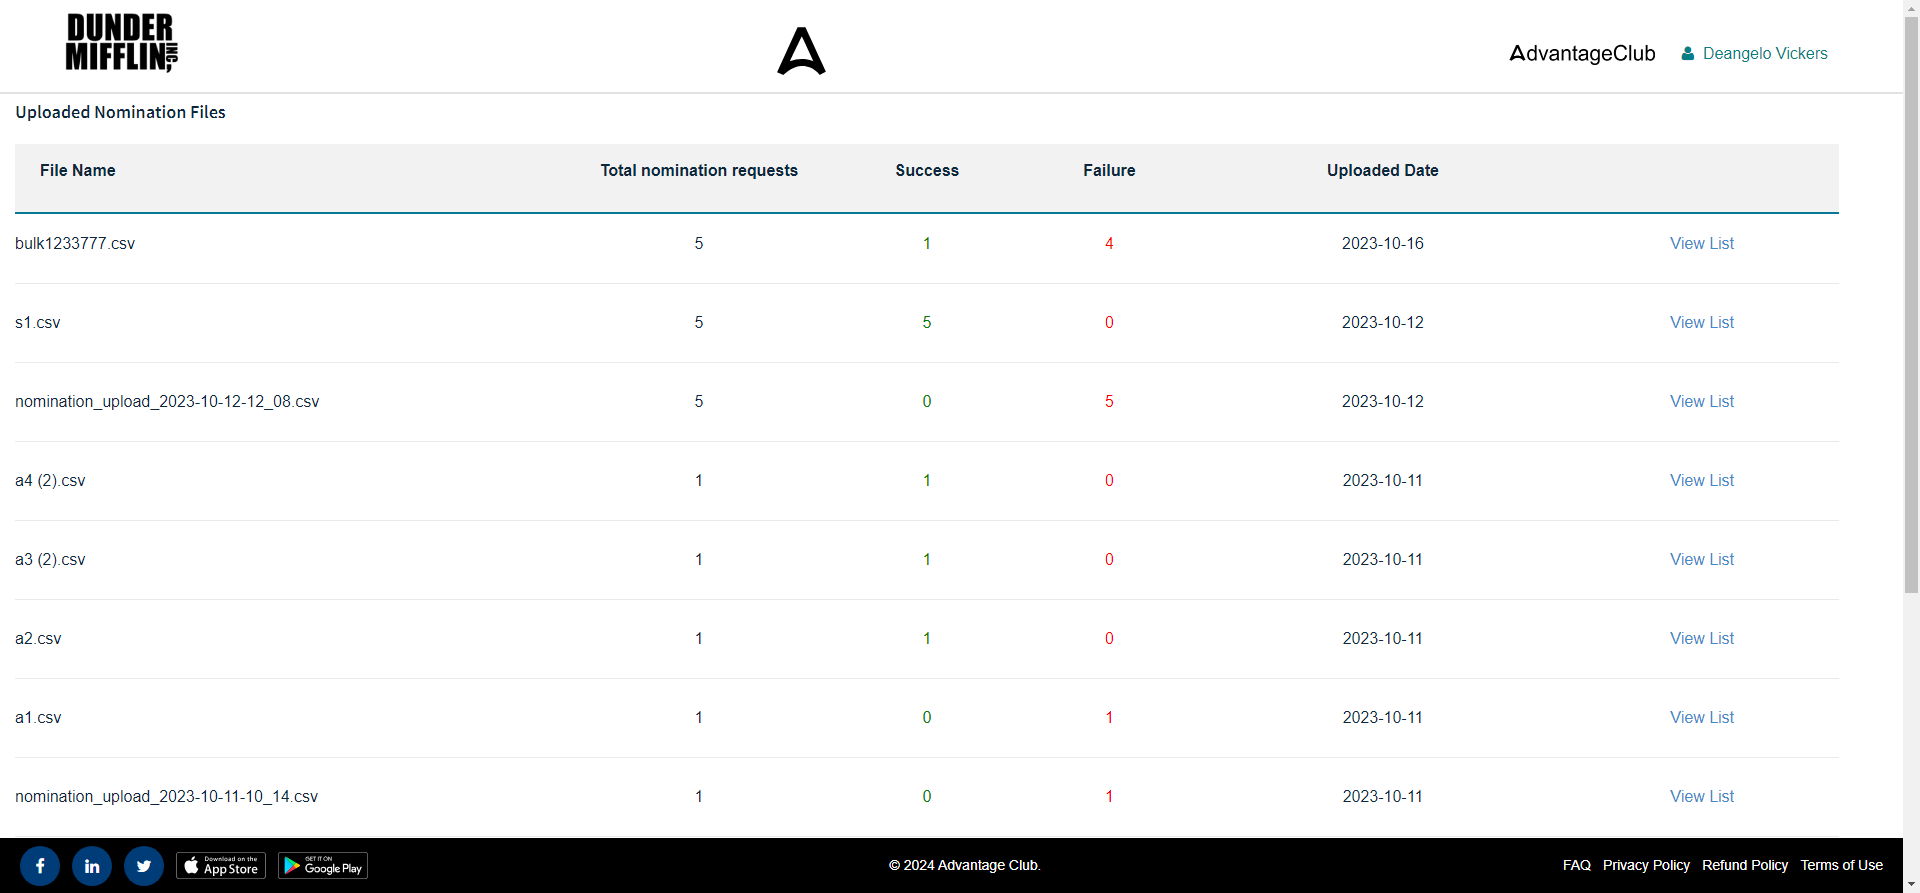 DUNDER
MIFFLIN, INC
AdvantageClub Deangelo Vickers
Uploaded Nomination Files
File Name Total nomination requests Success Failure Uploaded Date
bulk1233777.csv 5 1 4 2023-10-16 View List
s1.csv 5 5 0 2023-10-12 View List
nomination_upload_2023-10-12-12_08.csv 5 0 5 2023-10-12 View List
a4 (2).csv 1 1 0 2023-10-11 View List
a3 (2).csv 1 1 0 2023-10-11 View List
a2.csv 1 1 0 2023-10-11 View List
a1.csv 1 0 1 2023-10-11 View List
nomination_upload_2023-10-11-10_14.csv 1 0 1 2023-10-11 View List
Download on the App Store GET IT ON Google Play © 2024 Advantage Club. FAQ Privacy Policy Refund Policy Terms of Use